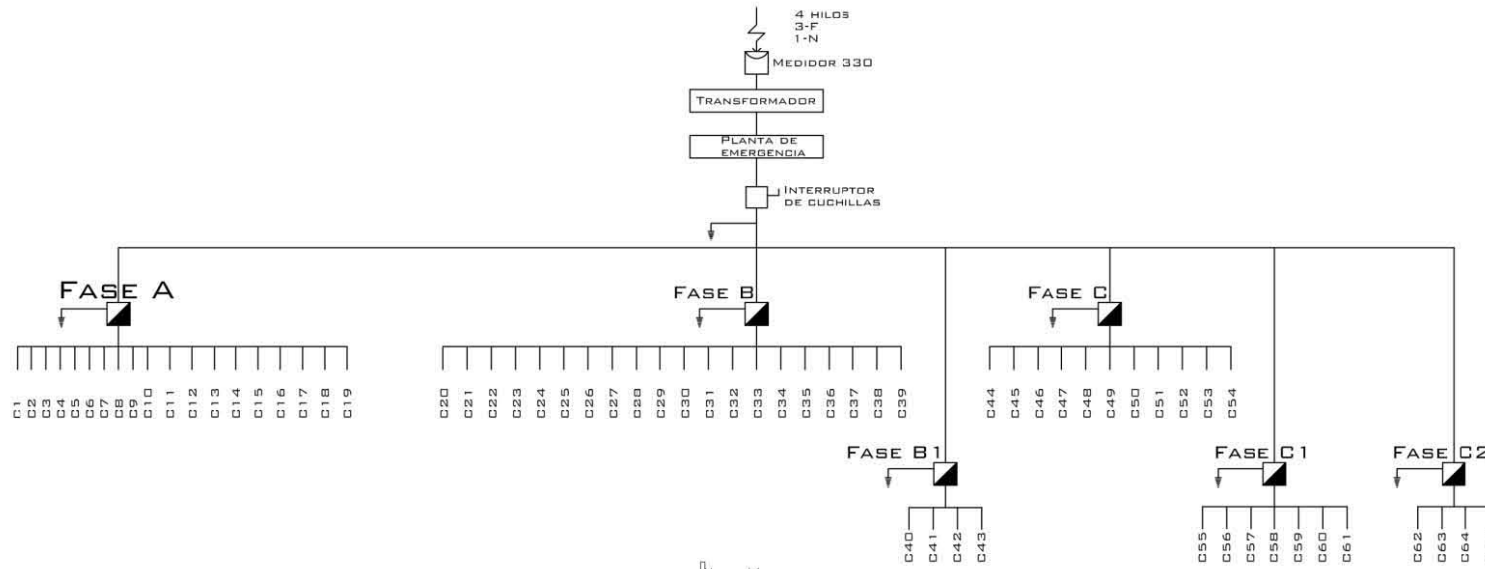 4 HILOS
3-F
1-N
MEDIDOR 330
TRANSFORMADOR
PLANTA DE
EMERGENCIA
INTERRUPTOR
DE CUCHILLAS
FASE A
FASE B
FASE C
C1
C2
C3
C4
C5
C6
C7
C8
C9
C10
C11
C12
C13
C14
C15
C16
C17
C18
C19
C20
C21
C22
C23
C24
C25
C26
C27
C28
C29
C30
C31
C32
C33
C34
C35
C36
C37
C38
C39
C44
C45
C46
C47
C48
C49
C50
C51
C52
C53
C54
FASE B1
FASE C1
FASE C2
C40
C41
C42
C43
C55
C56
C57
C58
C59
C60
C61
C62
C63
C64